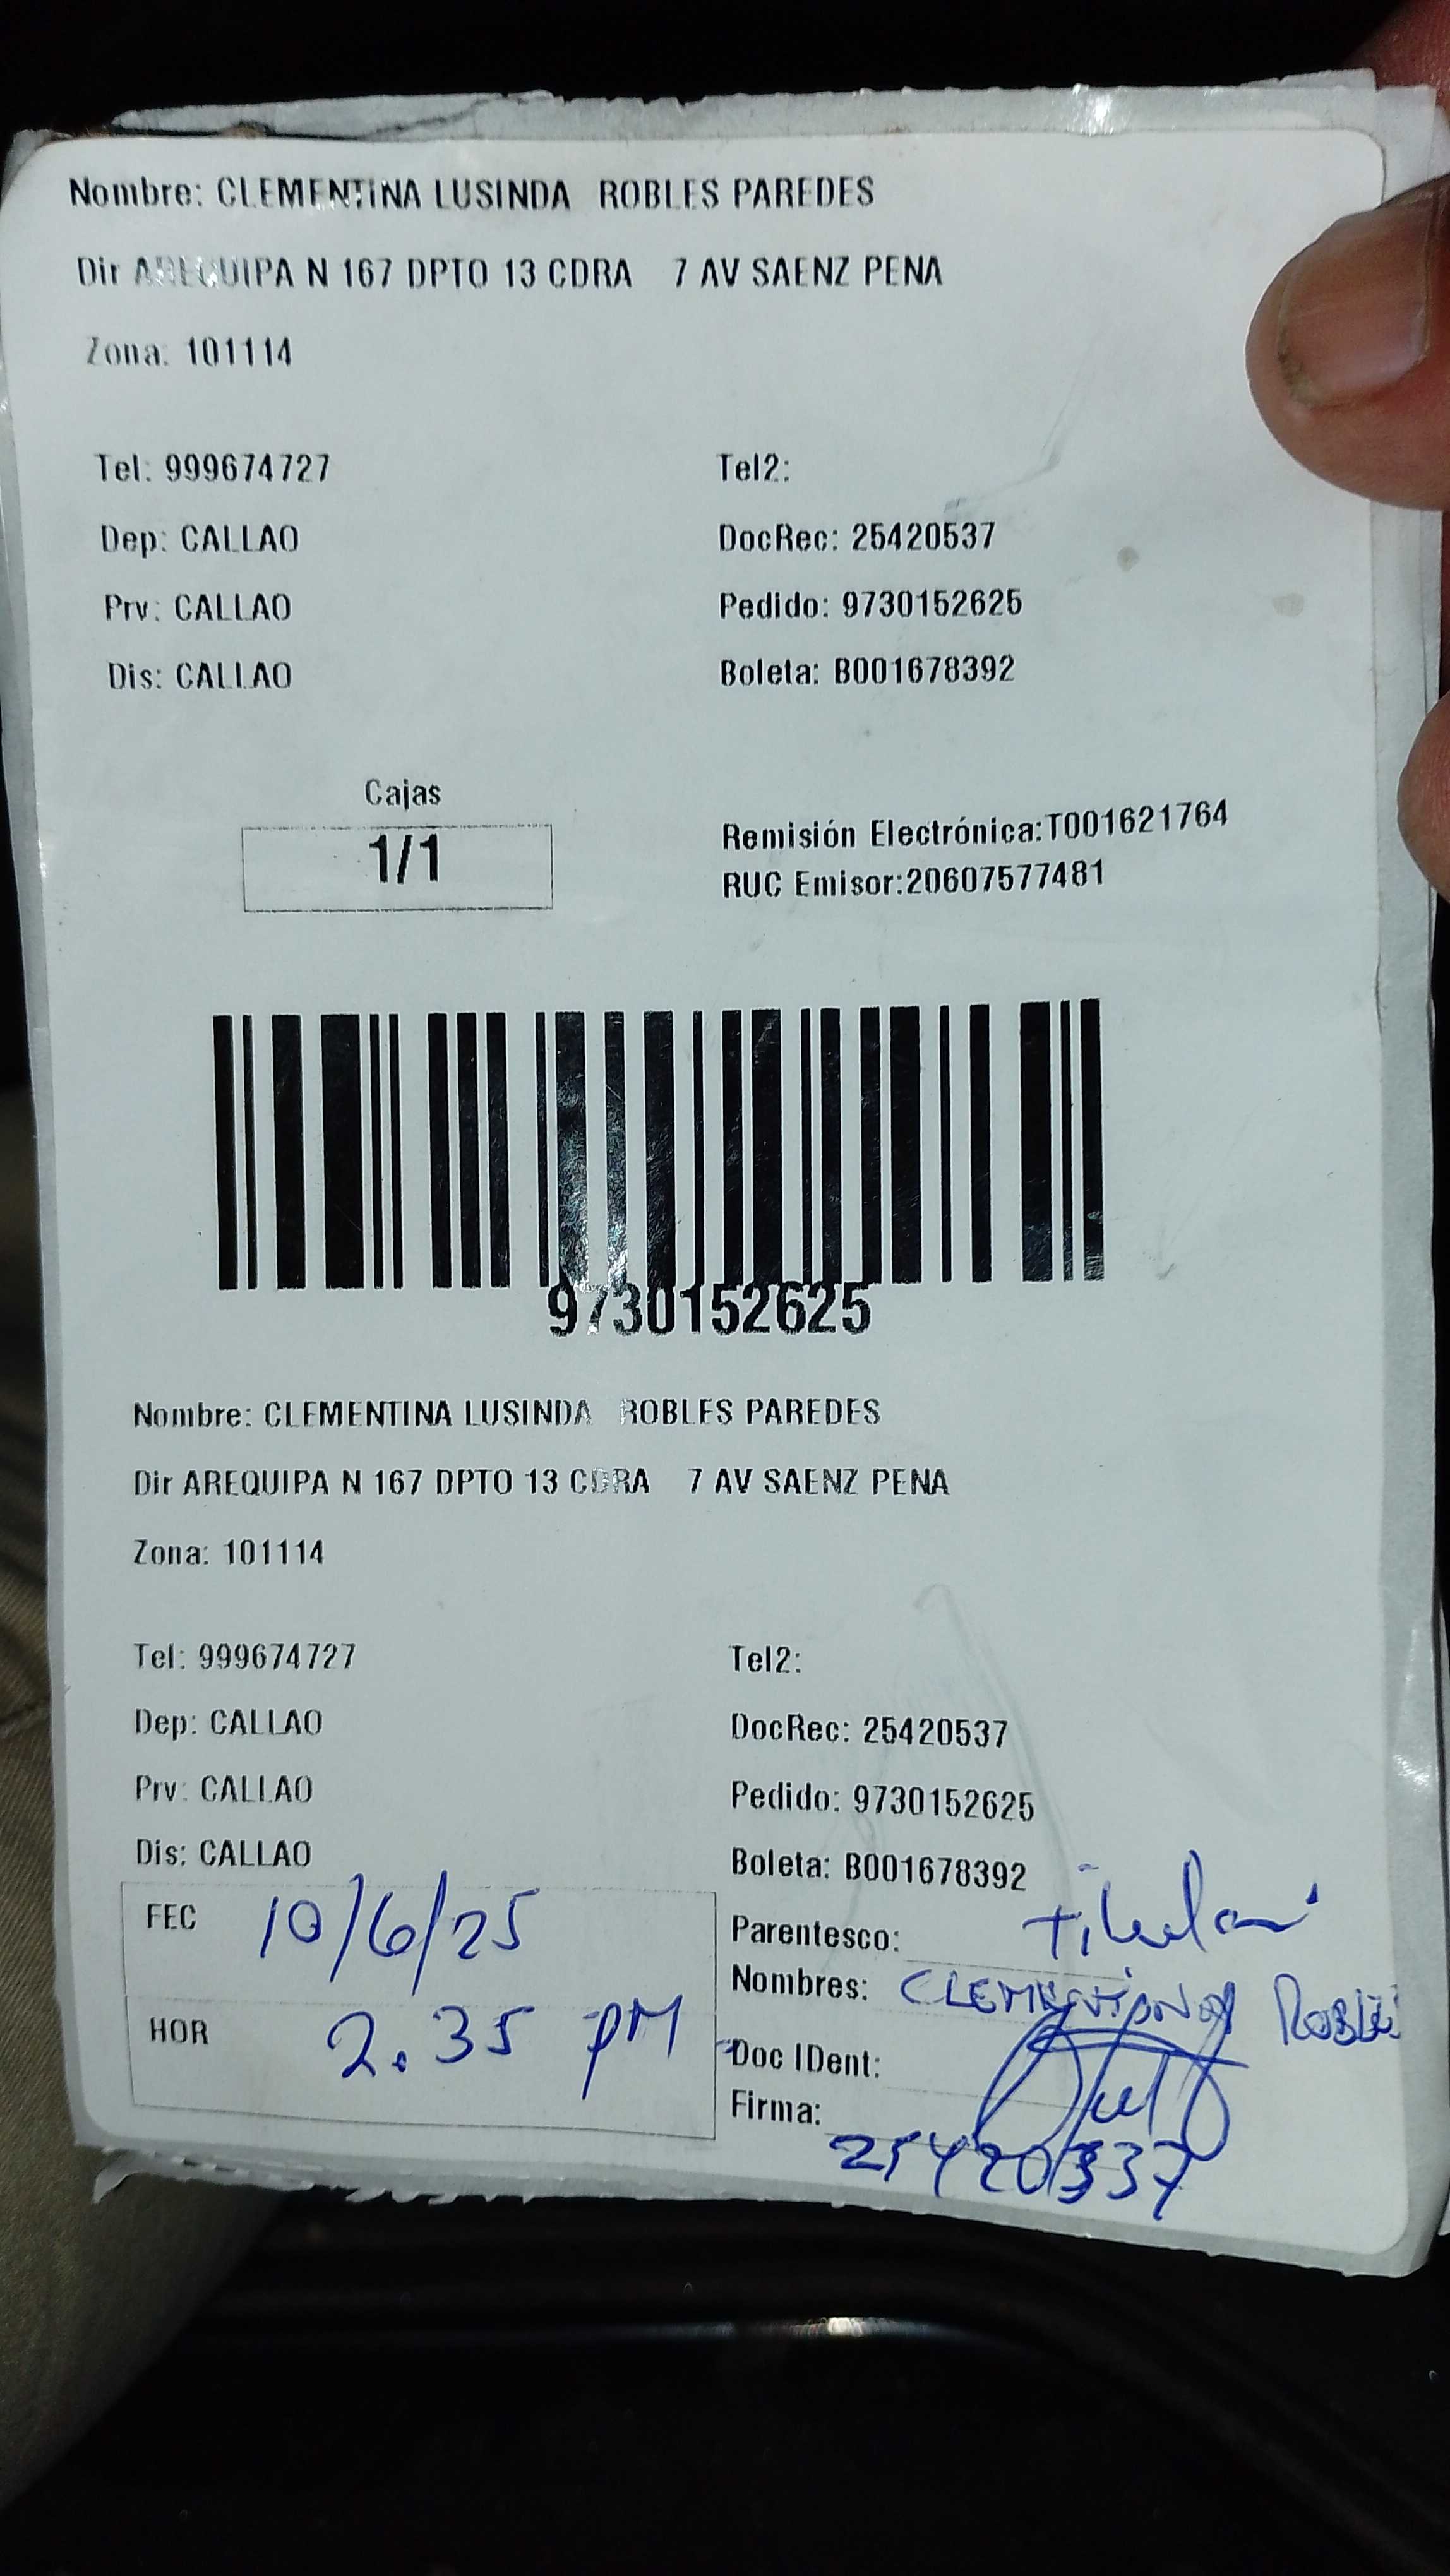 Nombre: CLEMENTINA LUSINDA ROBLES PAREDES
Dir AREQUIPA N 167 DPTO 13 CDRA 7 AV SAENZ PENA
Zona: 101114
Tel: 999674727 Tel2:
Dep: CALLAO DocRec: 25420537
Prv: CALLAO Pedido: 9730152625
Dis: CALLAO Boleta: B001678392
Cajas
1/1
Remisión Electrónica:T001621764
RUC Emisor:20607577481
9730152625
Nombre: CLEMENTINA LUSINDA ROBLES PAREDES
Dir AREQUIPA N 167 DPTO 13 CDRA 7 AV SAENZ PENA
Zona: 101114
Tel: 999674727 Tel2:
Dep: CALLAO DocRec: 25420537
Prv: CALLAO Pedido: 9730152625
Dis: CALLAO Boleta: B001678392
FEC 10/6/25
HOR 2.35 PM
Parentesco: Titular
Nombres: CLEMENTINA ROBLES
Doc IDent:
Firma: